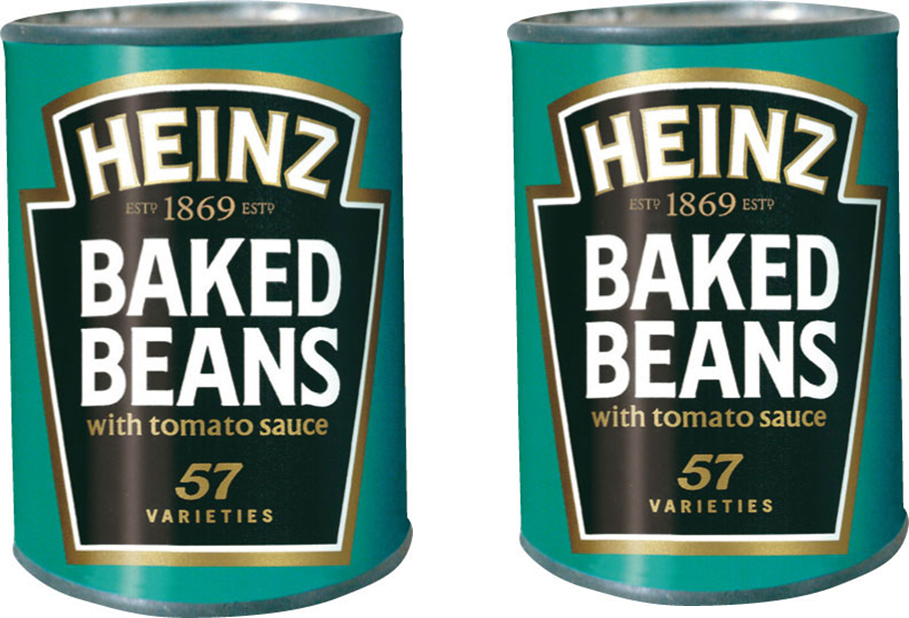 HEINZ
ESTD 1869 ESTD
BAKED
BEANS
with tomato sauce
57
VARIETIES
HEINZ
ESTD 1869 ESTD
BAKED
BEANS
with tomato sauce
57
VARIETIES